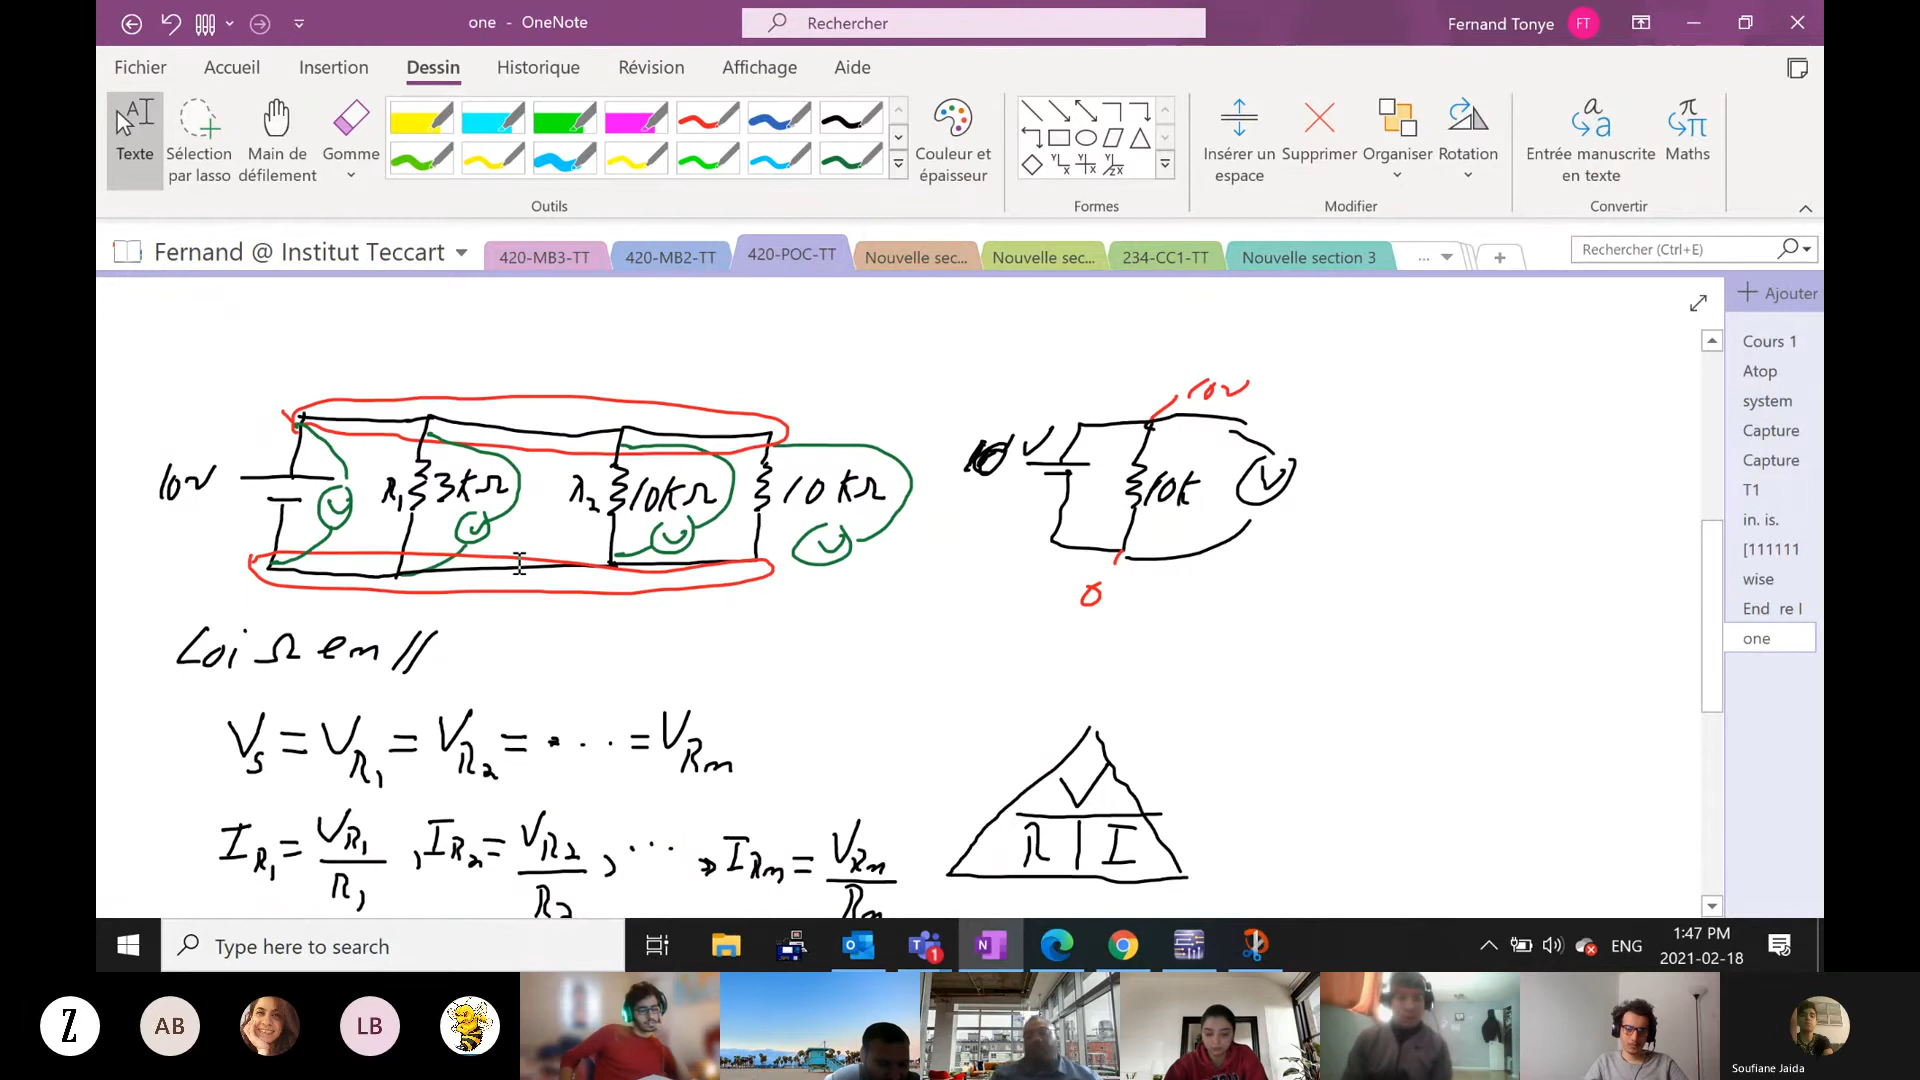 one - OneNote
Rechercher
Fernand Tonye
FT
Fichier Accueil Insertion Dessin Historique Révision Affichage Aide
Texte
Sélection par lasso
Main de défilement
Gomme
Couleur et épaisseur
Insérer un espace
Supprimer
Organiser
Rotation
Entrée manuscrite en texte
Maths
Outils
Formes
Modifier
Convertir
Fernand @ Institut Teccart
420-MB3-TT
420-MB2-TT
420-POC-TT
Nouvelle sec...
Nouvelle sec...
234-CC1-TT
Nouvelle section 3
...
Rechercher (Ctrl+E)
Ajouter
Cours 1
Atop
system
Capture
Capture
T1
in. is.
[111111
wise
End re l
one
10V
R1 3kΩ
R2 10kΩ
10kΩ
V
V
V
V
10V
V
10k
V
0
Loi Ω en //
Vs = VR1 = VR2 = .... = VRn
IR1 = VR1/R1 , IR2 = VR2/R2 , ... , IRn = VRn/Rn
V
R | I
Type here to search
1
ENG
1:47 PM
2021-02-18
Z
AB
LB
Soufiane Jaida